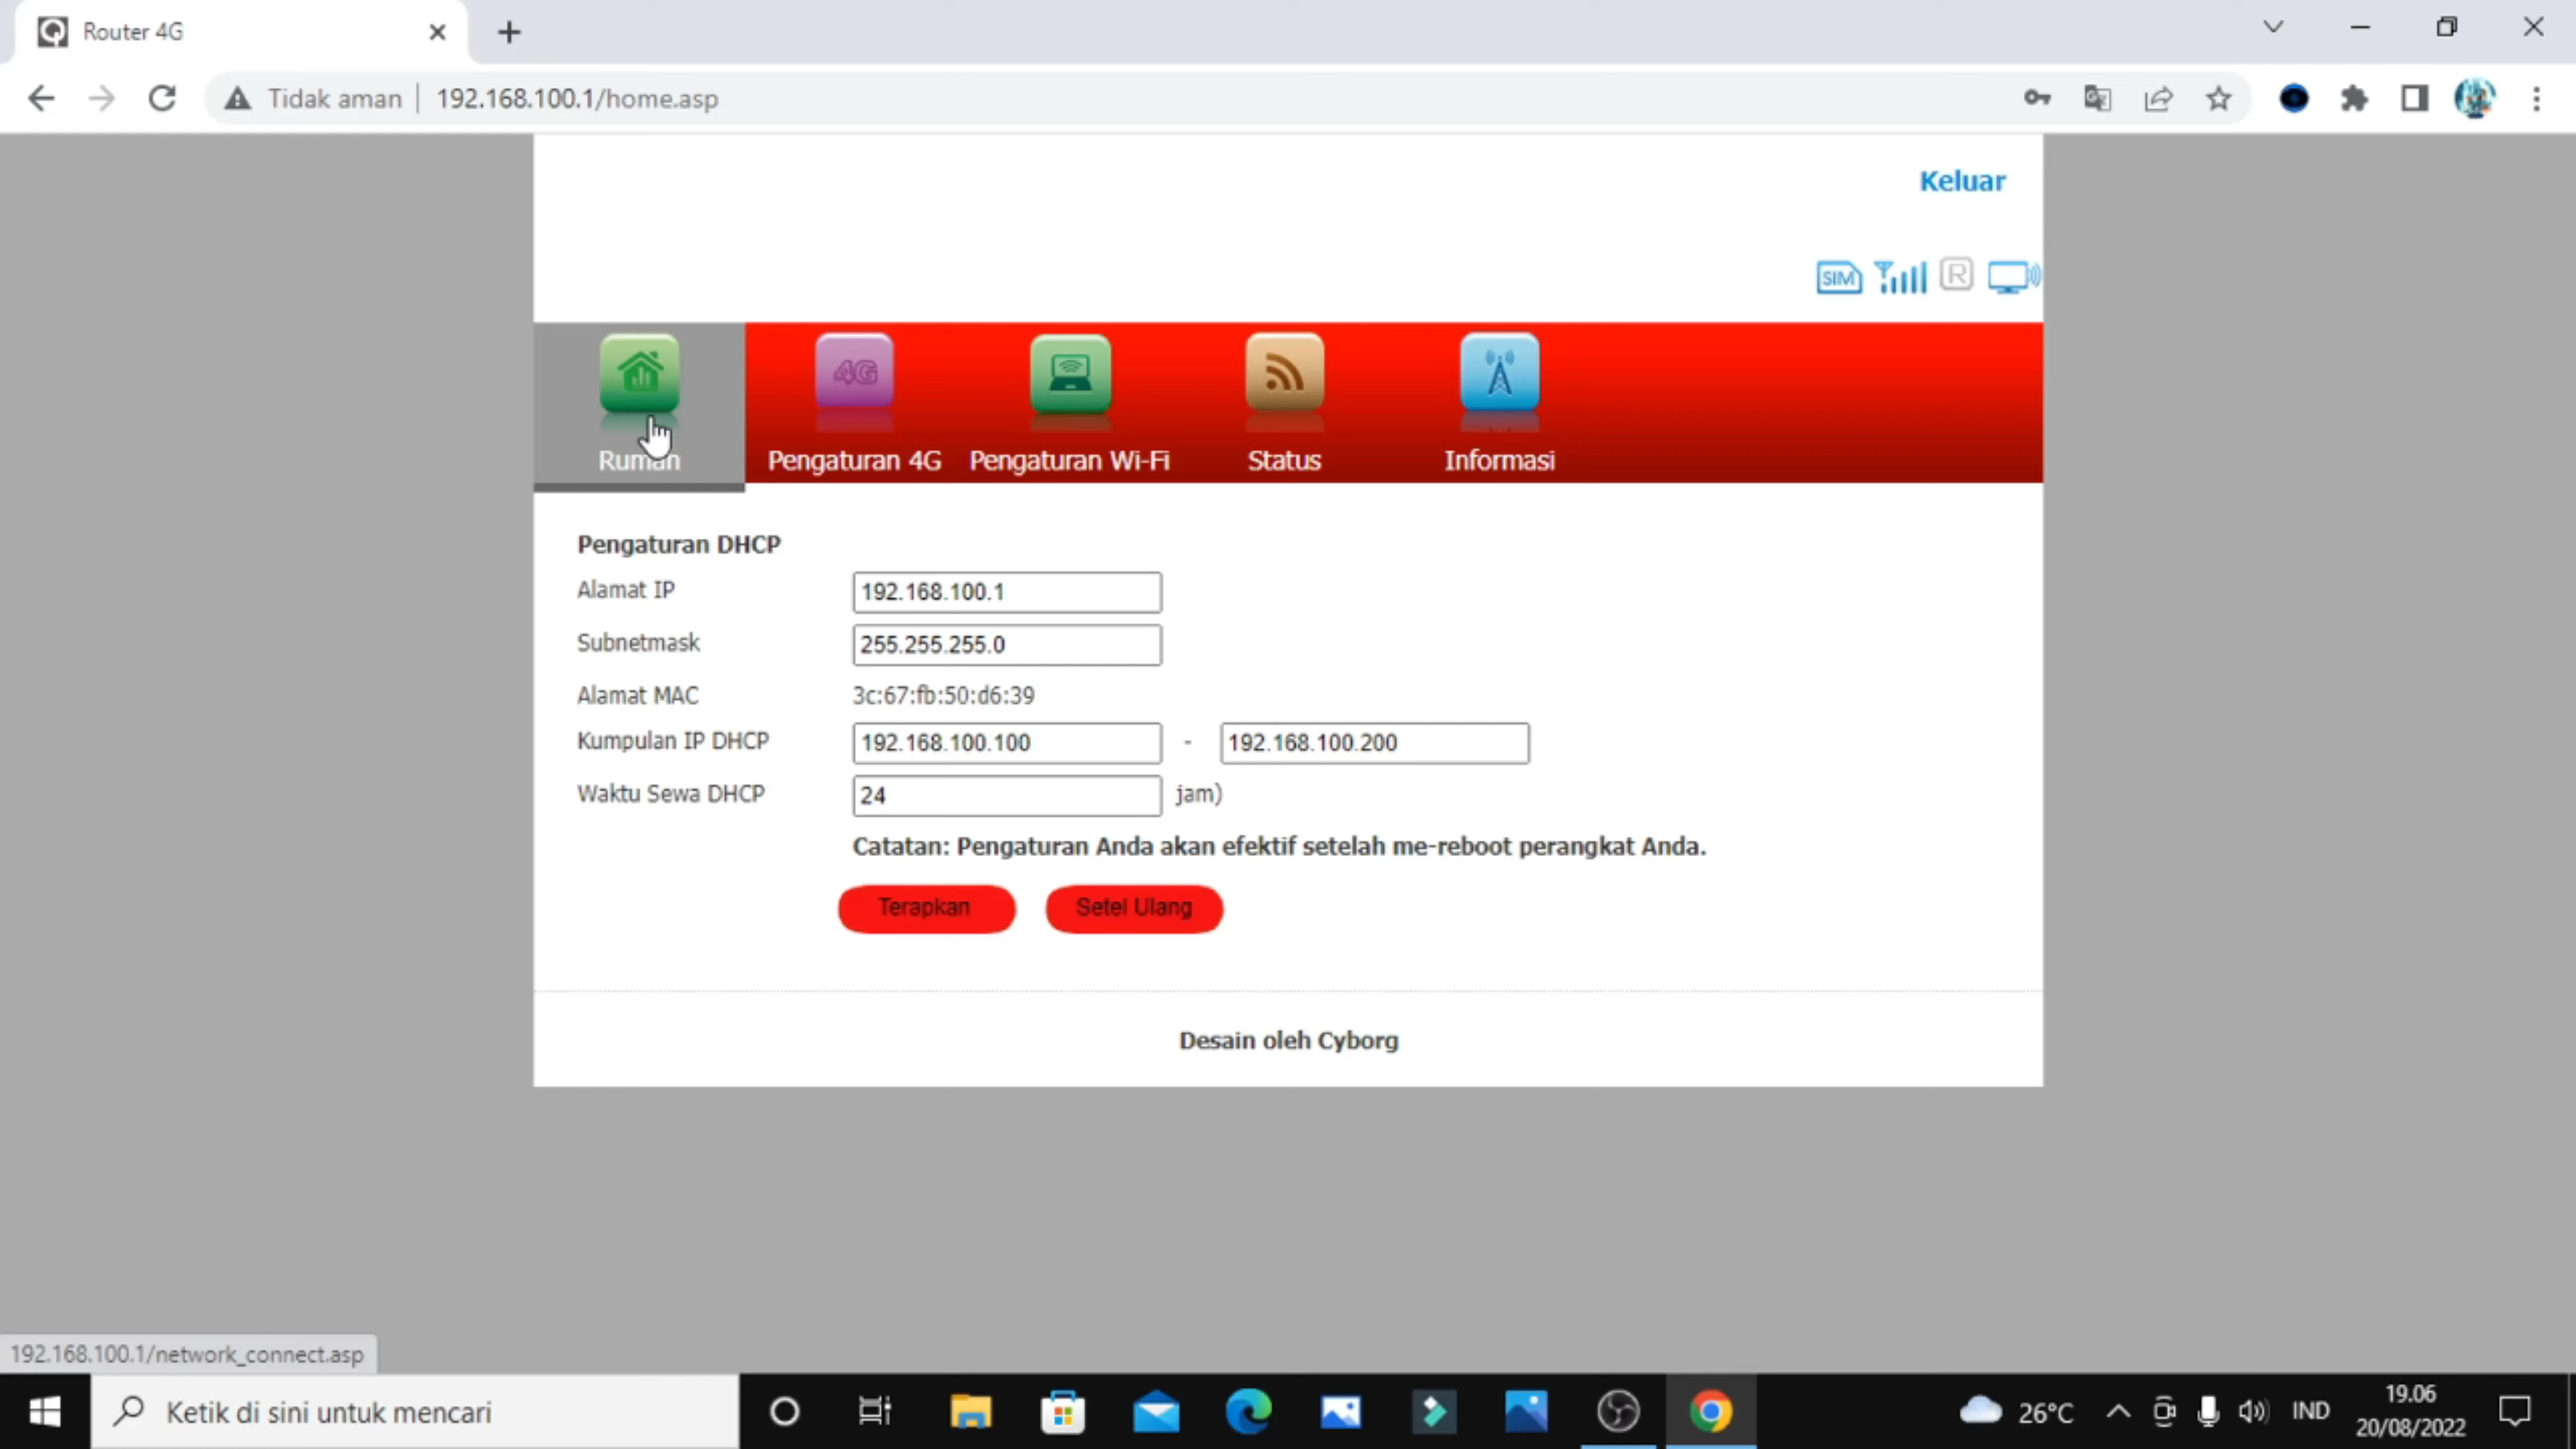 Router 4G
Tidak aman
192.168.100.1/home.asp
Keluar
SIM
R
4G
Rumah
Pengaturan 4G
Pengaturan Wi-Fi
Status
Informasi
Pengaturan DHCP
Alamat IP
192.168.100.1
Subnetmask
255.255.255.0
Alamat MAC
3c:67:fb:50:d6:39
Kumpulan IP DHCP
192.168.100.100 - 192.168.100.200
Waktu Sewa DHCP
24 jam)
Catatan: Pengaturan Anda akan efektif setelah me-reboot perangkat Anda.
Terapkan
Setel Ulang
Desain oleh Cyborg
192.168.100.1/network_connect.asp
Ketik di sini untuk mencari
26°C
IND
19.06
20/08/2022